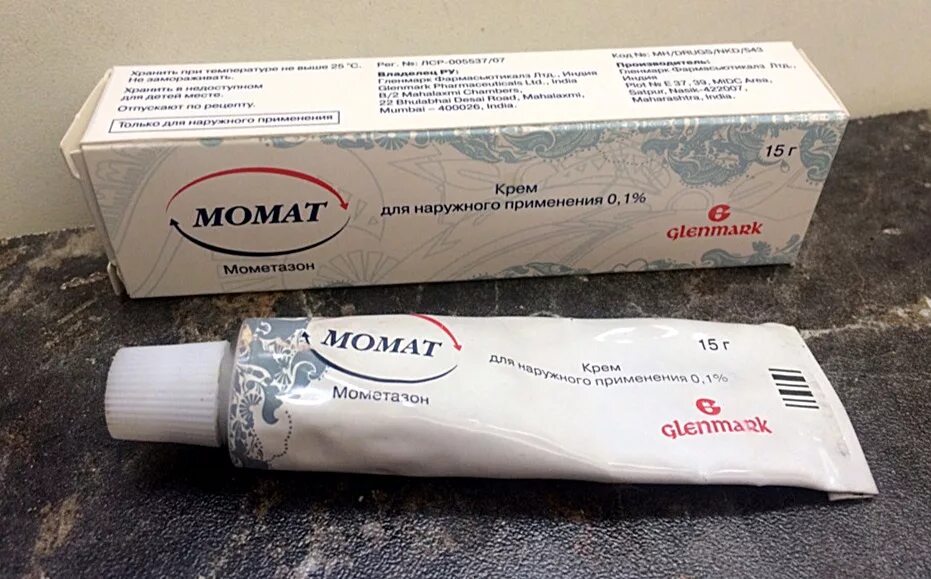 Хранить при температуре не выше 25 °С.
Не замораживать.
Хранить в недоступном
для детей месте.
Отпускают по рецепту.
Только для наружного применения
Рег. №: ЛСР-005537/07
Владелец РУ:
Гленмарк Фармасьютикалз Лтд., Индия
Glenmark Pharmaceuticals Ltd., India
B/2 Mahalaxmi Chambers,
22 Bhulabhai Desai Road, Mahalaxmi,
Mumbai – 400026, India.
Код №: MH/DRUGS/NKD/543
Производитель:
Гленмарк Фармасьютикалз Лтд.,
Индия
Plot № E 37, 39, MIDC Area,
Satpur, Nasik-422007,
Maharashtra, India.
15 г
МОМАТ
Мометазон
Крем
для наружного применения 0,1%
Glenmark
МОМАТ
Мометазон
Крем
для наружного применения 0,1%
15 г
Glenmark